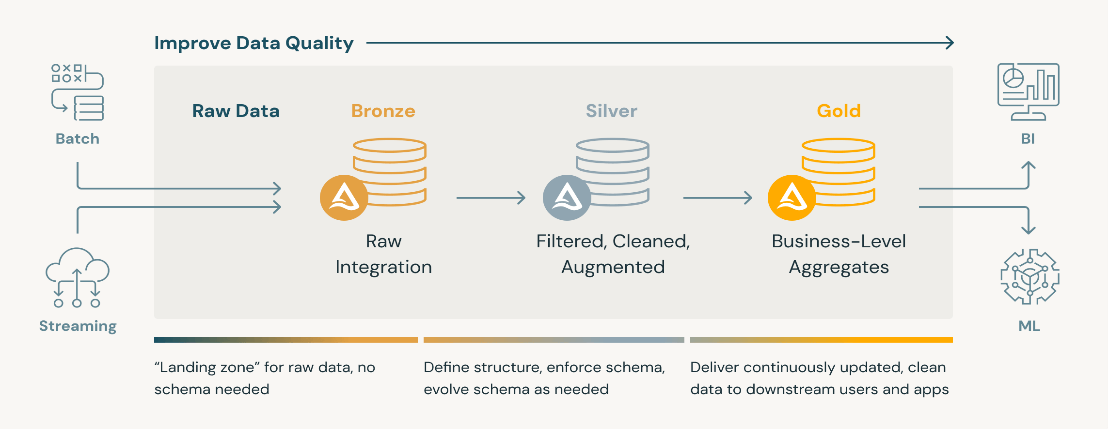 Improve Data Quality
Batch
Streaming
Raw Data
Bronze
Raw
Integration
Silver
Filtered, Cleaned,
Augmented
Gold
Business-Level
Aggregates
BI
ML
“Landing zone” for raw data, no
schema needed
Define structure, enforce schema,
evolve schema as needed
Deliver continuously updated, clean
data to downstream users and apps